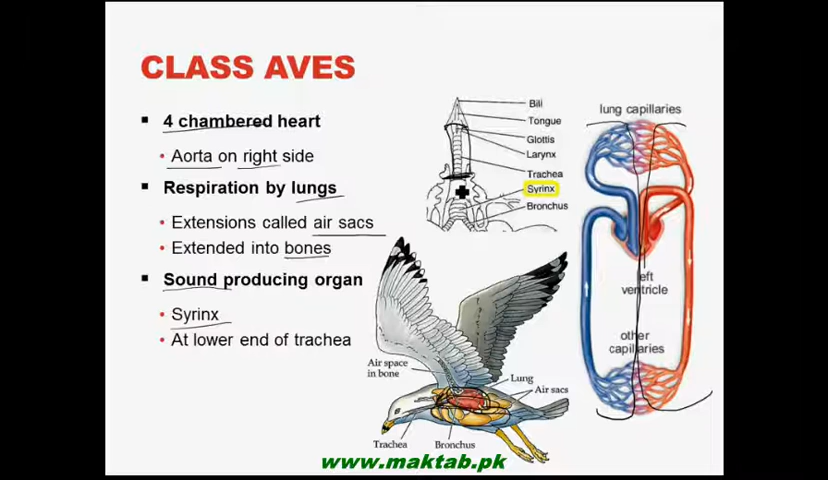 CLASS AVES
4 chambered heart
Aorta on right side
Respiration by lungs
Extensions called air sacs
Extended into bones
Sound producing organ
Syrinx
At lower end of trachea
Bili
Tongue
Glottis
Larynx
Trachea
Syrinx
Bronchus
lung capillaries
left
ventricle
other
capillaries
Air space
in bone
Lung
Air sacs
Trachea
Bronchus
www.maktab.pk